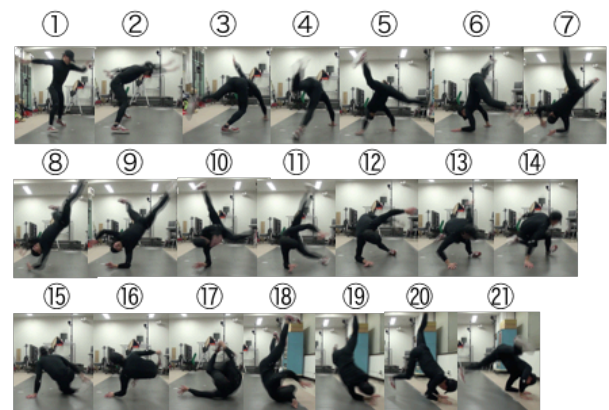 ① ② ③ ④ ⑤ ⑥ ⑦
⑧ ⑨ ⑩ ⑪ ⑫ ⑬ ⑭
⑮ ⑯ ⑰ ⑱ ⑲ ⑳ ㉑